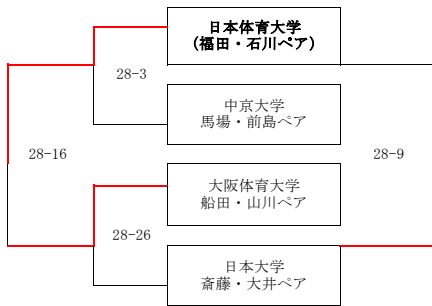 日本体育大学
(福田・石川ペア)
28-3
中京大学
馬場・前島ペア
28-16
28-9
大阪体育大学
船田・山川ペア
28-26
日本大学
斎藤・大井ペア